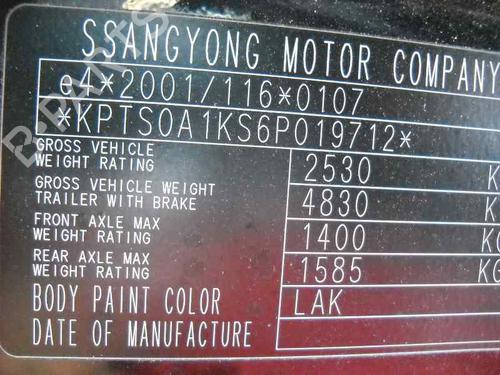 SSANGYONG MOTOR COMPANY
e4*2001/116*0107
*KPTS0A1KS6P019712*
GROSS VEHICLE
WEIGHT RATING 2530 K
GROSS VEHICLE WEIGHT
TRAILER WITH BRAKE 4830 K
FRONT AXLE MAX
WEIGHT RATING 1400 KG
REAR AXLE MAX
WEIGHT RATING 1585 KG
BODY PAINT COLOR LAK
DATE OF MANUFACTURE
B PARTS